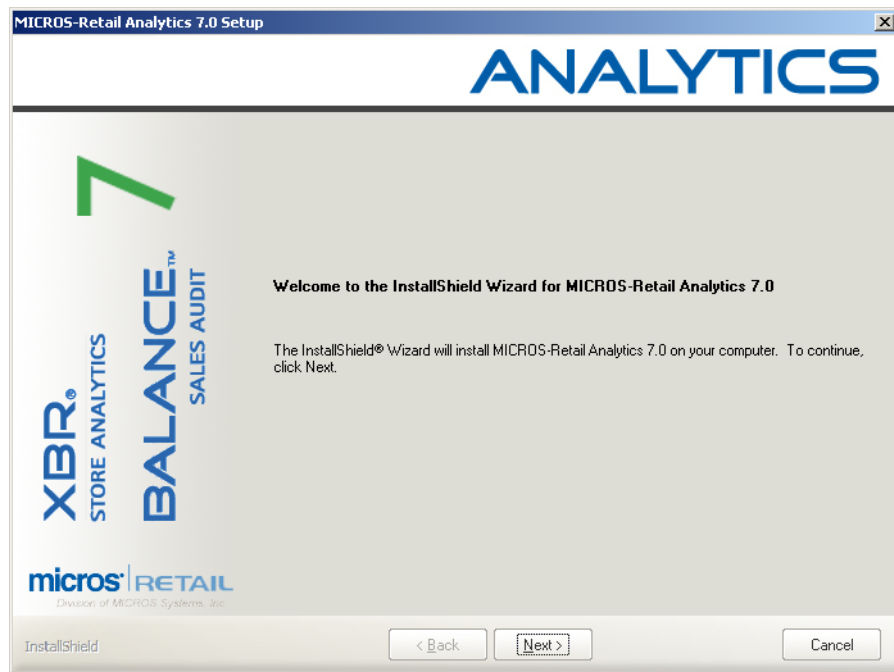 MICROS-Retail Analytics 7.0 Setup
ANALYTICS
7
XBR®
STORE ANALYTICS
BALANCE™
SALES AUDIT
Welcome to the InstallShield Wizard for MICROS-Retail Analytics 7.0
The InstallShield® Wizard will install MICROS-Retail Analytics 7.0 on your computer. To continue,
click Next.
micros® RETAIL
Division of MICROS Systems, Inc.
InstallShield
< Back
Next >
Cancel